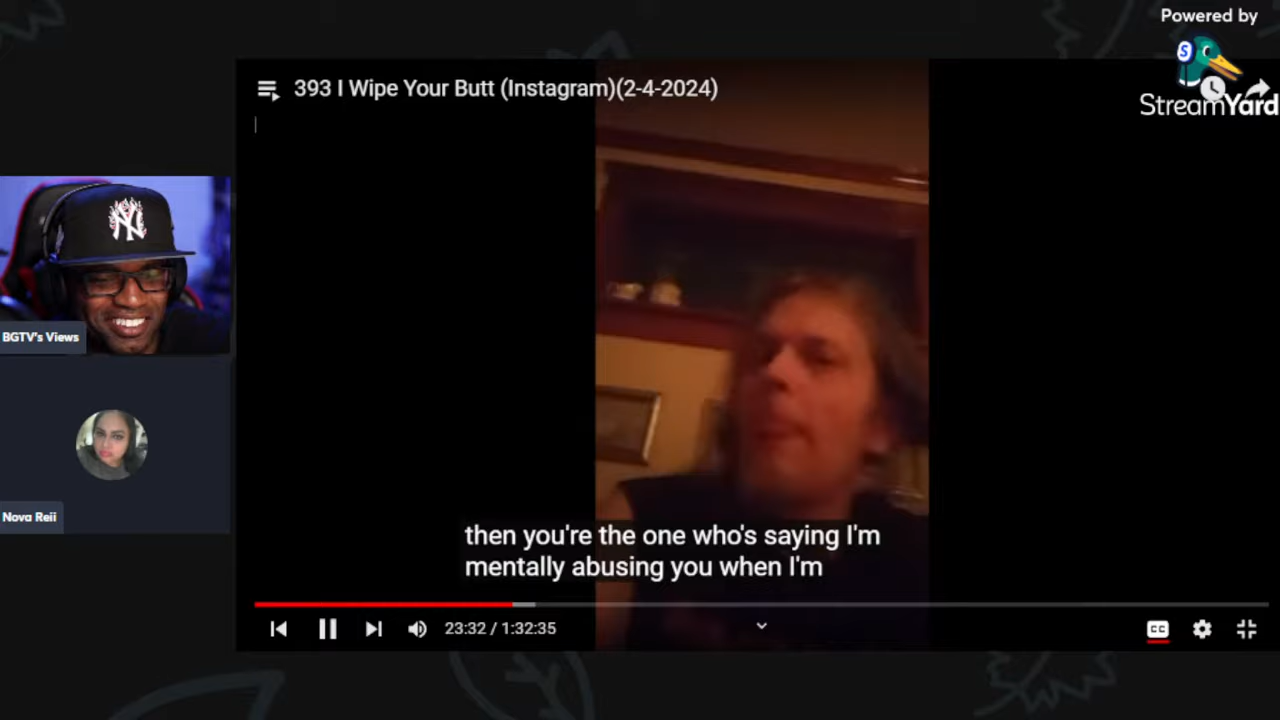 Powered by
StreamYard
393 I Wipe Your Butt (Instagram)(2-4-2024)
BGTV's Views
Nova Reii
then you're the one who's saying I'm
mentally abusing you when I'm
23:32 / 1:32:35
CC